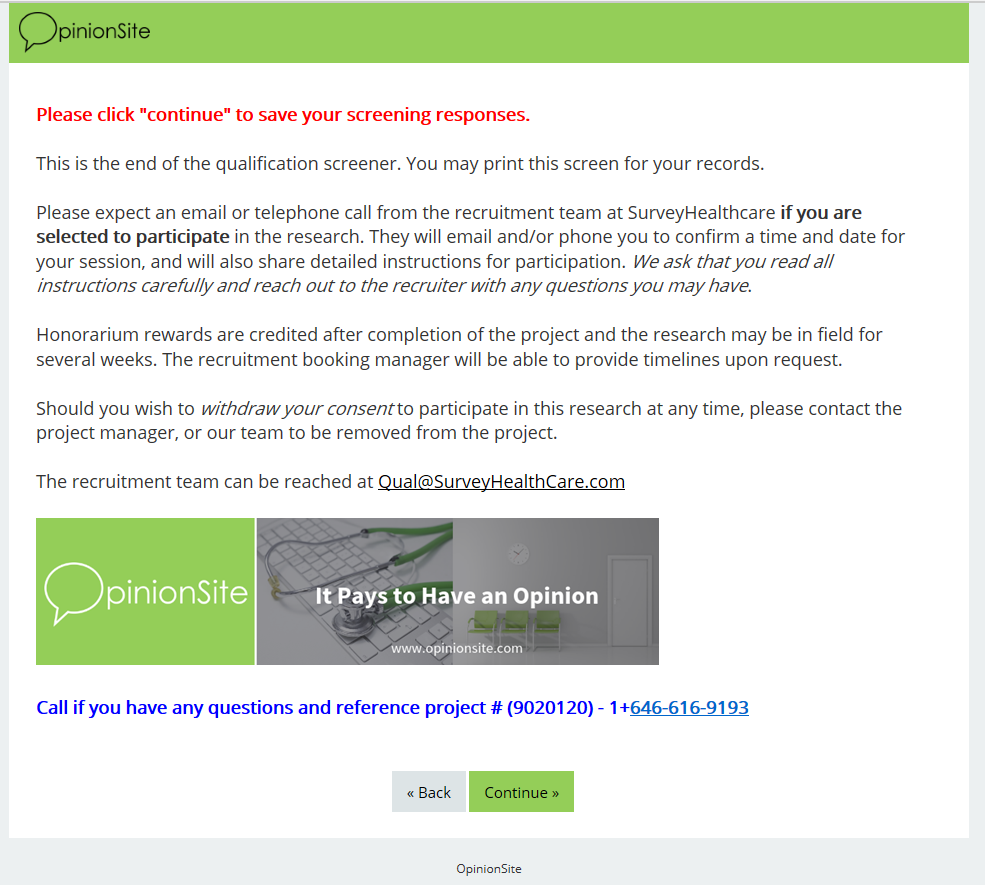 OpinionSite
Please click "continue" to save your screening responses.
This is the end of the qualification screener. You may print this screen for your records.
Please expect an email or telephone call from the recruitment team at SurveyHealthcare if you are
selected to participate in the research. They will email and/or phone you to confirm a time and date for
your session, and will also share detailed instructions for participation. We ask that you read all
instructions carefully and reach out to the recruiter with any questions you may have.
Honorarium rewards are credited after completion of the project and the research may be in field for
several weeks. The recruitment booking manager will be able to provide timelines upon request.
Should you wish to withdraw your consent to participate in this research at any time, please contact the
project manager, or our team to be removed from the project.
The recruitment team can be reached at Qual@SurveyHealthCare.com
OpinionSite
It Pays to Have an Opinion
www.opinionsite.com
Call if you have any questions and reference project # (9020120) - 1+646-616-9193
« Back
Continue »
OpinionSite